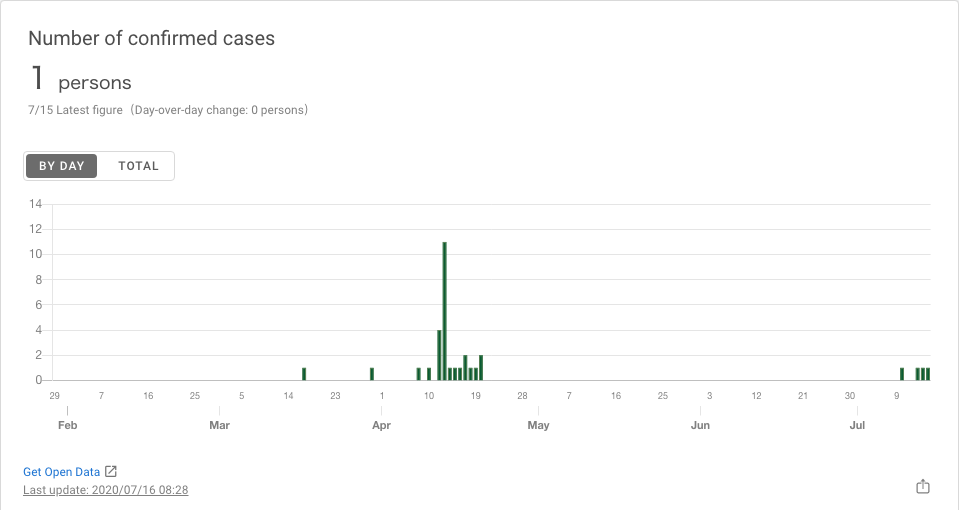 Number of confirmed cases
1 persons
7/15 Latest figure（Day-over-day change: 0 persons）
BY DAY TOTAL
14
12
10
8
6
4
2
0
29 7 16 25 5 14 23 1 10 19 28 7 16 25 3 12 21 30 9
Feb Mar Apr May Jun Jul
Get Open Data
Last update: 2020/07/16 08:28